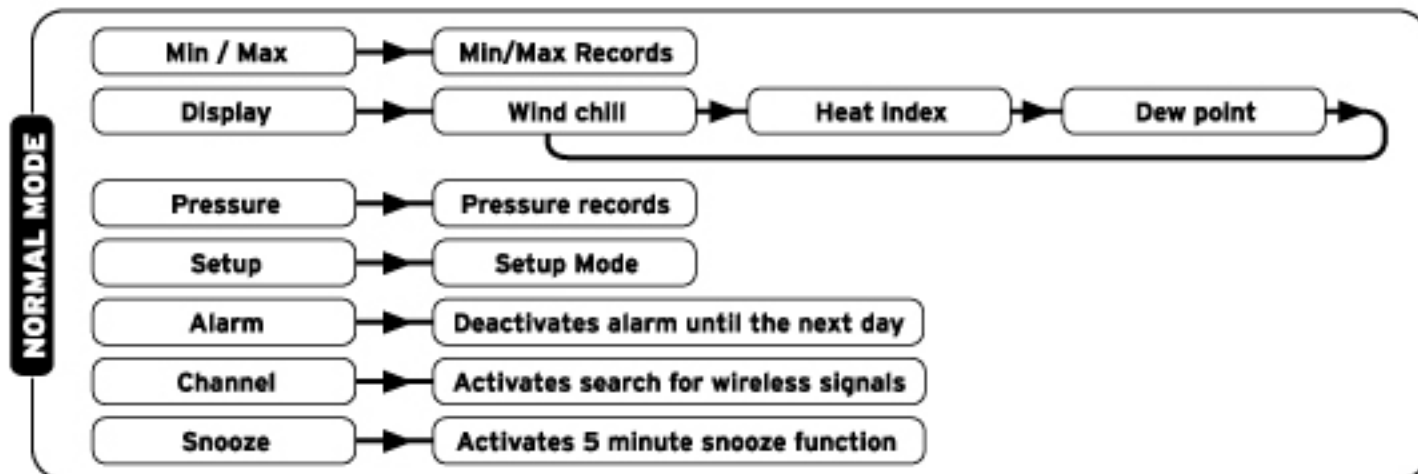 NORMAL MODE
Min / Max Min/Max Records
Display Wind chill Heat Index Dew point
Pressure Pressure records
Setup Setup Mode
Alarm Deactivates alarm until the next day
Channel Activates search for wireless signals
Snooze Activates 5 minute snooze function